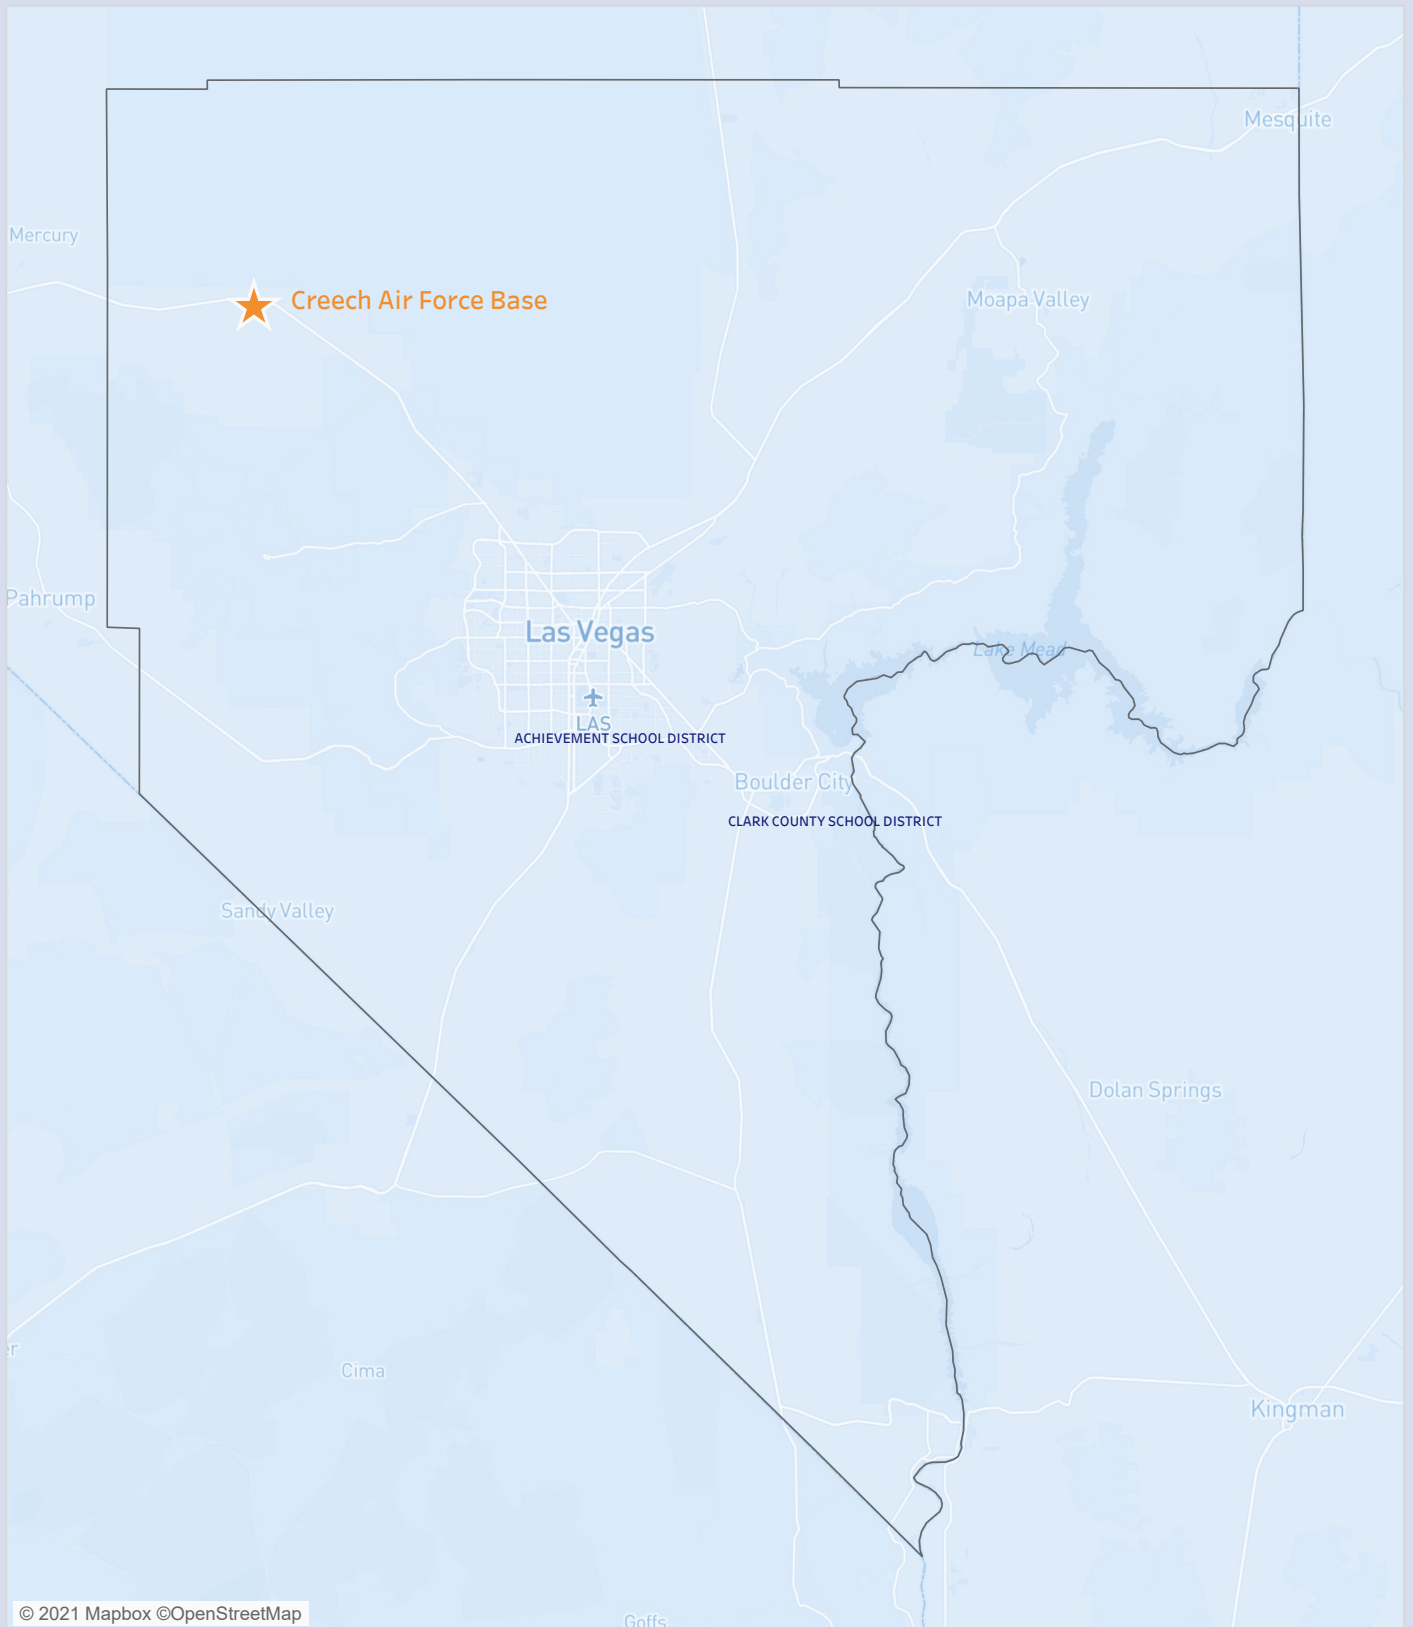 Mesquite
Mercury
Creech Air Force Base
Moapa Valley
Pahrump
Las Vegas
Lake Mead
LAS
ACHIEVEMENT SCHOOL DISTRICT
Boulder City
CLARK COUNTY SCHOOL DISTRICT
Sandy Valley
Dolan Springs
er
Cima
Kingman
© 2021 Mapbox ©OpenStreetMap
Goffs